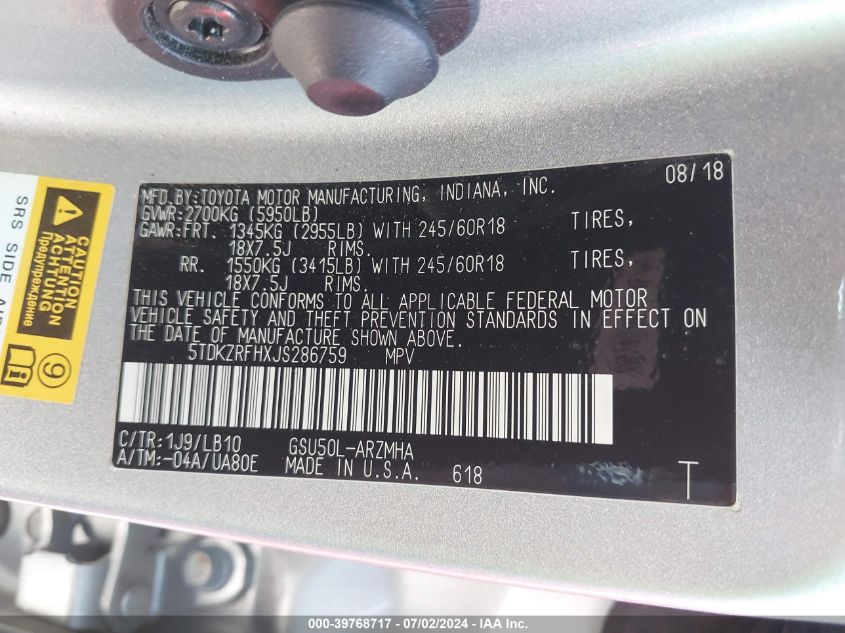 MFD.BY:TOYOTA MOTOR MANUFACTURING, INDIANA, INC. 08/18
GVWR:2700KG (5950LB)
GAWR:FRT. 1345KG (2955LB) WITH 245/60R18 TIRES,
18X7.5J RIMS.
RR. 1550KG (3415LB) WITH 245/60R18 TIRES,
18X7.5J RIMS.
THIS VEHICLE CONFORMS TO ALL APPLICABLE FEDERAL MOTOR
VEHICLE SAFETY AND THEFT PREVENTION STANDARDS IN EFFECT ON
THE DATE OF MANUFACTURE SHOWN ABOVE.
5TDKZRFHXJS286759 MPV
C/TR:1J9/LB10 GSU50L-ARZMHA
A/TM:-04A/UA80E MADE IN U.S.A. 618 T
SRS SIDE
CAUTION
ATTENTION
ACHTUNG
Предупреждение
9
000-39768717 - 07/02/2024 - IAA Inc.